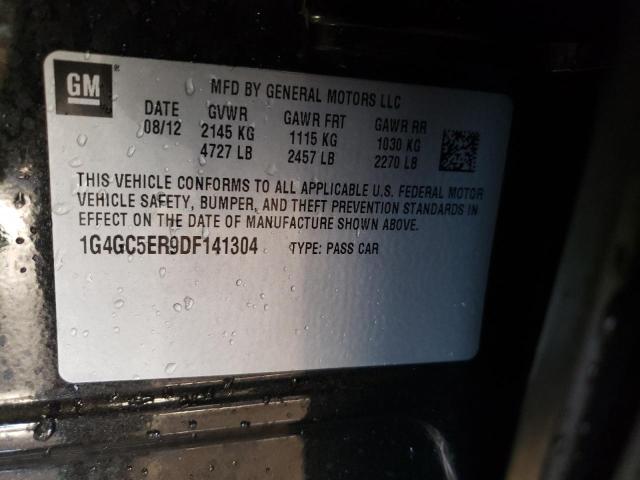 GM ®
MFD BY GENERAL MOTORS LLC
DATE GVWR GAWR FRT GAWR RR
08/12 2145 KG 1115 KG 1030 KG
4727 LB 2457 LB 2270 LB
THIS VEHICLE CONFORMS TO ALL APPLICABLE U.S. FEDERAL MOTOR
VEHICLE SAFETY, BUMPER, AND THEFT PREVENTION STANDARDS IN
EFFECT ON THE DATE OF MANUFACTURE SHOWN ABOVE.
1G4GC5ER9DF141304 TYPE: PASS CAR